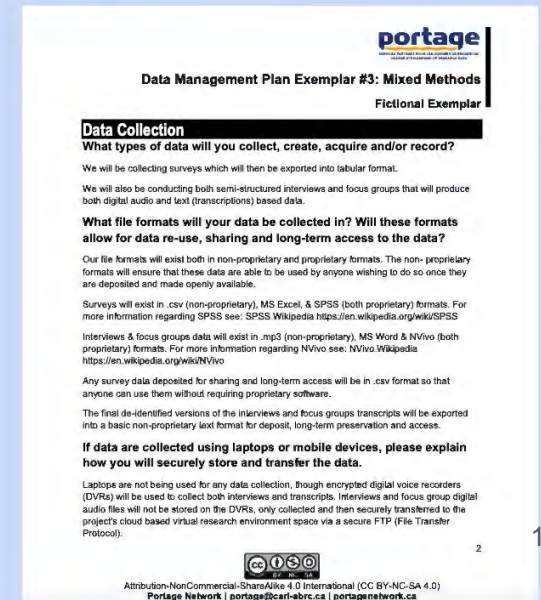 portage
Data Management Plan Exemplar #3: Mixed Methods
Fictional Exemplar
Data Collection
What types of data will you collect, create, acquire and/or record?
We will be collecting surveys which will then be exported into tabular format.
We will also be conducting both semi-structured interviews and focus groups that will produce
both digital audio and text (transcriptions) based data.
What file formats will your data be collected in? Will these formats
allow for data re-use, sharing and long-term access to the data?
Our file formats will exist both in non-proprietary and proprietary formats. The non- proprietary
formats will ensure that these data are able to be used by anyone wishing to do so once they
are deposited and made openly available.
Surveys will exist in .csv (non-proprietary), MS Excel, & SPSS (both proprietary) formats. For
more information regarding SPSS see: SPSS Wikipedia https://en.wikipedia.org/wiki/SPSS
Interviews & focus groups data will exist in .mp3 (non-proprietary), MS Word & NVivo (both
proprietary) formats. For more information regarding NVivo see: NVivo Wikipedia
https://en.wikipedia.org/wiki/NVivo
Any survey data deposited for sharing and long-term access will be in .csv format so that
anyone can use them without requiring proprietary software.
The final de-identified versions of the interviews and focus groups transcripts will be exported
into a basic non-proprietary text format for deposit, long-term preservation and access.
If data are collected using laptops or mobile devices, please explain
how you will securely store and transfer the data.
Laptops are not being used for any data collection, though encrypted digital voice recorders
(DVRs) will be used to collect both interviews and transcripts. Interviews and focus group digital
audio files will not be stored on the DVRs, only collected and then securely transferred to the
project's cloud based virtual research environment space via a secure FTP (File Transfer
Protocol).
2
1
cc BY NC SA
Attribution-NonCommercial-ShareAlike 4.0 International (CC BY-NC-SA 4.0)
Portage Network | portage@carl-abrc.ca | portagenetwork.ca